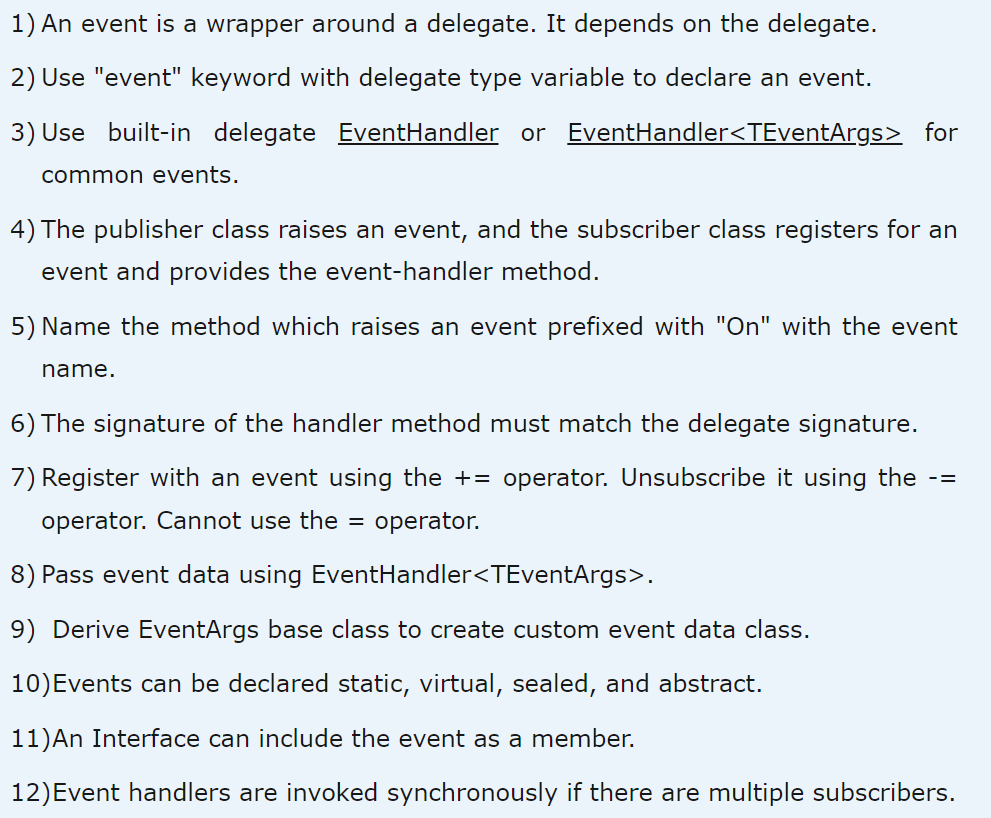 1) An event is a wrapper around a delegate. It depends on the delegate.
2) Use "event" keyword with delegate type variable to declare an event.
3) Use built-in delegate EventHandler or EventHandler<TEventArgs> for
common events.
4) The publisher class raises an event, and the subscriber class registers for an
event and provides the event-handler method.
5) Name the method which raises an event prefixed with "On" with the event
name.
6) The signature of the handler method must match the delegate signature.
7) Register with an event using the += operator. Unsubscribe it using the -=
operator. Cannot use the = operator.
8) Pass event data using EventHandler<TEventArgs>.
9)  Derive EventArgs base class to create custom event data class.
10)Events can be declared static, virtual, sealed, and abstract.
11)An Interface can include the event as a member.
12)Event handlers are invoked synchronously if there are multiple subscribers.